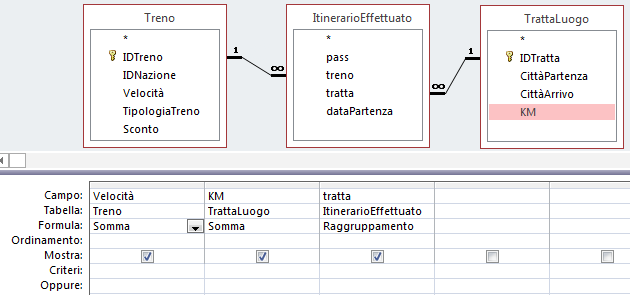 Treno
*
IDTreno
IDNazione
Velocità
TipologiaTreno
Sconto
1
∞
ItinerarioEffettuato
*
pass
treno
tratta
dataPartenza
∞
1
TrattaLuogo
*
IDTratta
CittàPartenza
CittàArrivo
KM
Campo: Velocità KM tratta
Tabella: Treno TrattaLuogo ItinerarioEffettuato
Formula: Somma Somma Raggruppamento
Ordinamento:
Mostra:
Criteri:
Oppure: